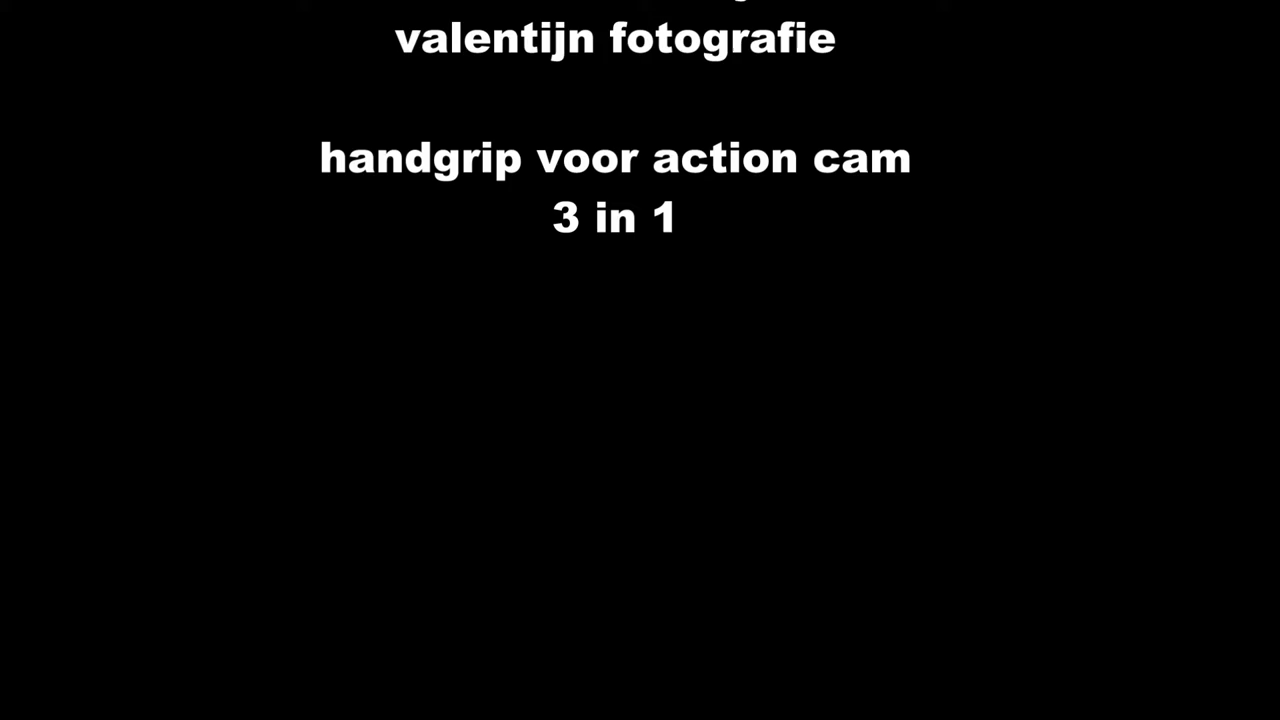 valentijn fotografie
handgrip voor action cam
3 in 1